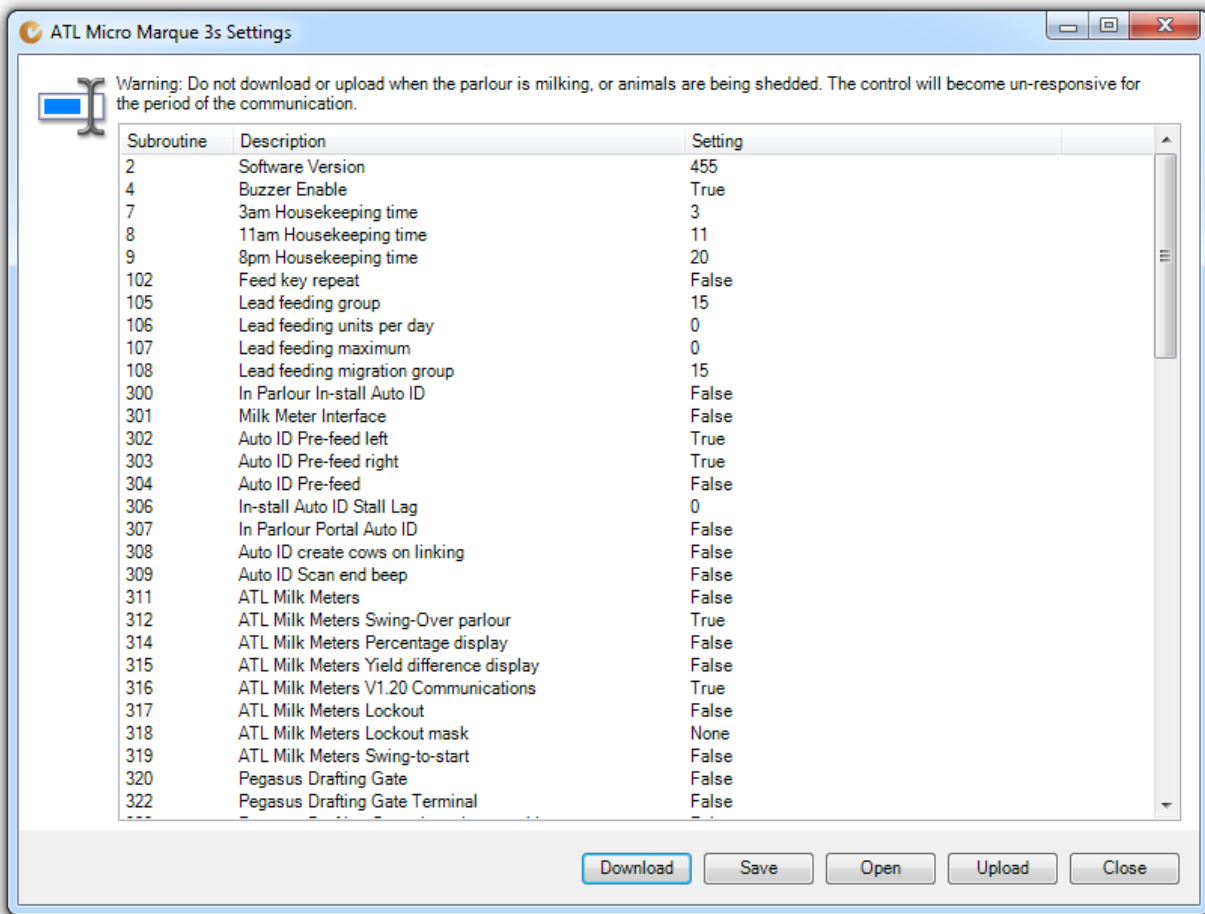 ATL Micro Marque 3s Settings
Warning: Do not download or upload when the parlour is milking, or animals are being shedded. The control will become un-responsive for
the period of the communication.
Subroutine Description Setting
2 Software Version 455
4 Buzzer Enable True
7 3am Housekeeping time 3
8 11am Housekeeping time 11
9 8pm Housekeeping time 20
102 Feed key repeat False
105 Lead feeding group 15
106 Lead feeding units per day 0
107 Lead feeding maximum 0
108 Lead feeding migration group 15
300 In Parlour In-stall Auto ID False
301 Milk Meter Interface False
302 Auto ID Pre-feed left True
303 Auto ID Pre-feed right True
304 Auto ID Pre-feed False
306 In-stall Auto ID Stall Lag 0
307 In Parlour Portal Auto ID False
308 Auto ID create cows on linking False
309 Auto ID Scan end beep False
311 ATL Milk Meters False
312 ATL Milk Meters Swing-Over parlour True
314 ATL Milk Meters Percentage display False
315 ATL Milk Meters Yield difference display False
316 ATL Milk Meters V1.20 Communications True
317 ATL Milk Meters Lockout False
318 ATL Milk Meters Lockout mask None
319 ATL Milk Meters Swing-to-start False
320 Pegasus Drafting Gate False
322 Pegasus Drafting Gate Terminal False
Download Save Open Upload Close